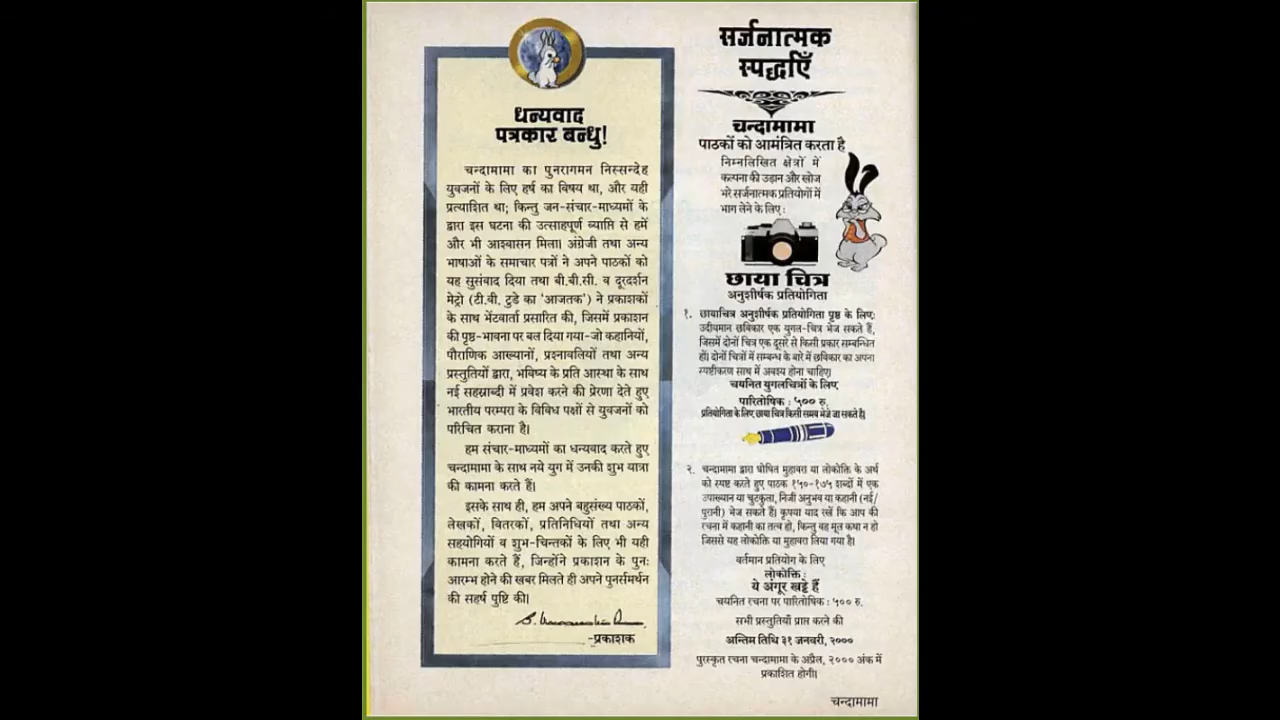 धन्यवाद
पत्रकार बन्धु!
चन्दामामा का पुनरागमन निस्सन्देह
युवजनों के लिए हर्ष का विषय था, और यही
प्रत्याशित था; किन्तु जन-संचार-माध्यमों के
द्वारा इस घटना की उत्साहपूर्ण व्याप्ति से हमें
और भी आश्वासन मिला। अंग्रेजी तथा अन्य
भाषाओं के समाचार पत्रों ने अपने पाठकों को
यह सुसंवाद दिया तथा बी.बी.सी. व दूरदर्शन
मेट्रो (टी.वी. टुडे का 'आजतक') ने प्रकाशकों
के साथ भेंटवार्ता प्रसारित की, जिसमें प्रकाशन
की पृष्ठ-भावना पर बल दिया गया-जो कहानियों,
पौराणिक आख्यानों, प्रश्नावलियों तथा अन्य
प्रस्तुतियों द्वारा, भविष्य के प्रति आस्था के साथ
नई सहस्राब्दी में प्रवेश करने की प्रेरणा देते हुए
भारतीय परम्परा के विविध पक्षों से युवजनों को
परिचित कराना है।
हम संचार-माध्यमों का धन्यवाद करते हुए
चन्दामामा के साथ नये युग में उनकी शुभ यात्रा
की कामना करते हैं।
इसके साथ ही, हम अपने बहुसंख्य पाठकों,
लेखकों, वितरकों, प्रतिनिधियों तथा अन्य
सहयोगियों व शुभ-चिन्तकों के लिए भी यही
कामना करते हैं, जिन्होंने प्रकाशन के पुनः
आरम्भ होने की खबर मिलते ही अपने पुनर्समर्थन
की सहर्ष पुष्टि की।
-प्रकाशक
सर्जनात्मक
स्पर्द्धाएँ
चन्दामामा
पाठकों को आमंत्रित करता है
निम्नलिखित क्षेत्रों में
कल्पना की उड़ान और खोज
भरे सर्जनात्मक प्रतियोगों में
भाग लेने के लिए :
छाया चित्र
अनुशीर्षक प्रतियोगिता
१. छायाचित्र अनुशीर्षक प्रतियोगिता पृष्ठ के लिए:
उदीयमान छविकार एक युगल-चित्र भेज सकते हैं,
जिसमें दोनों चित्र एक दूसरे से किसी प्रकार सम्बन्धित
हों। दोनों चित्रों में सम्बन्ध के बारे में छविकार का अपना
स्पष्टीकरण साथ में अवश्य होना चाहिए।
चयनित युगलचित्रों के लिए
पारितोषिक : ५०० रु.
प्रतियोगिता के लिए छाया चित्र किसी समय भेजे जा सकते हैं।
२. चन्दामामा द्वारा घोषित मुहावरा या लोकोक्ति के अर्थ
को स्पष्ट करते हुए पाठक १५०-१७५ शब्दों में एक
उपाख्यान या चुटकुला, निजी अनुभव या कहानी (नई/
पुरानी) भेज सकते हैं। कृपया याद रखें कि आप की
रचना में कहानी का तत्व हो, किन्तु वह मूल कथा न हो
जिससे यह लोकोक्ति या मुहावरा लिया गया है।
वर्तमान प्रतियोग के लिए
लोकोक्ति :
ये अंगूर खट्टे हैं
चयनित रचना पर पारितोषिक : ५०० रु.
सभी प्रस्तुतियाँ प्राप्त करने की
अन्तिम तिथि ३१ जनवरी, २०००
पुरस्कृत रचना चन्दामामा के अप्रैल, २००० अंक में
प्रकाशित होगी।
चन्दामामा